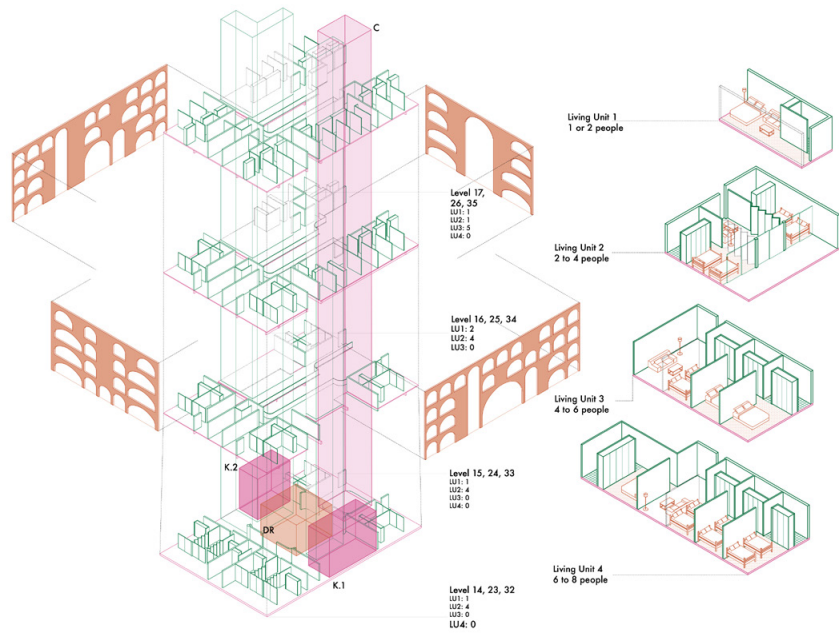 C
Living Unit 1
1 or 2 people
Level 17,
26, 35
LU1: 1
LU2: 1
LU3: 5
LU4: 0
Living Unit 2
2 to 4 people
Level 16, 25, 34
LU1: 2
LU2: 4
LU3: 0
Living Unit 3
4 to 6 people
K.2
Level 15, 24, 33
LU1: 1
LU2: 4
LU3: 0
LU4: 0
DR
Living Unit 4
6 to 8 people
K.1
Level 14, 23, 32
LU1: 1
LU2: 4
LU3: 0
LU4: 0